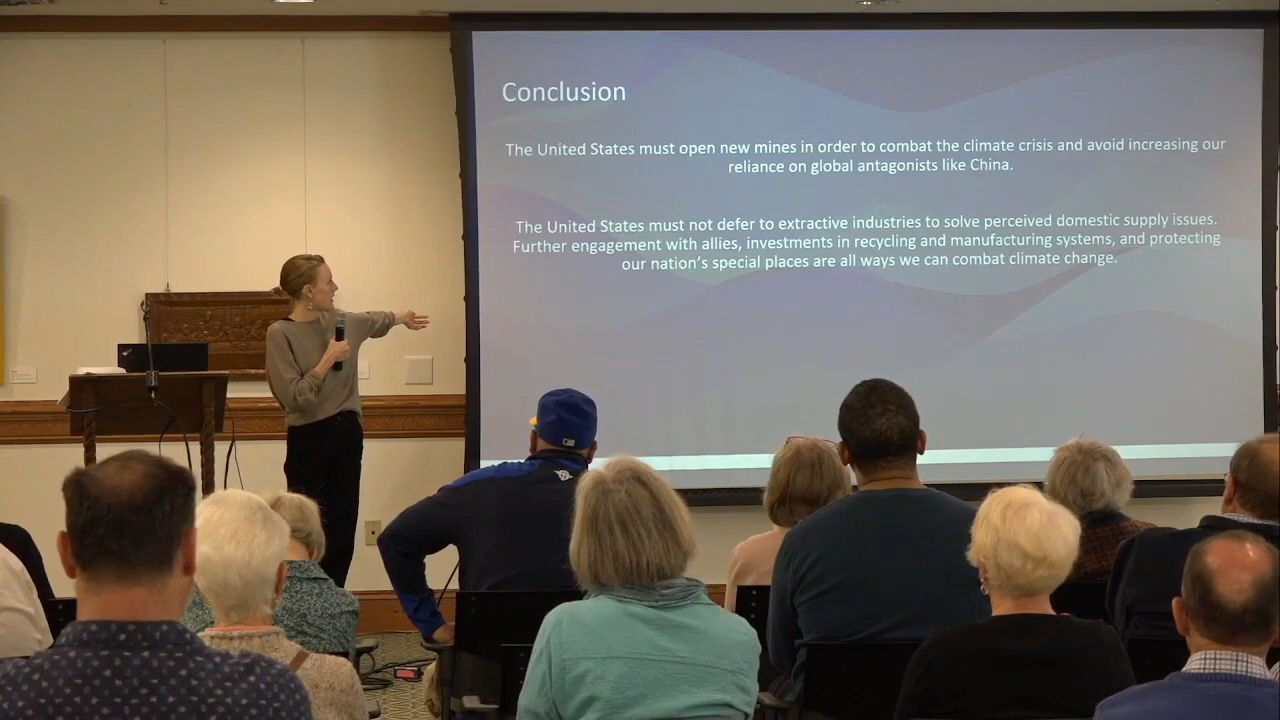 Conclusion
The United States must open new mines in order to combat the climate crisis and avoid increasing our
reliance on global antagonists like China.
The United States must not defer to extractive industries to solve perceived domestic supply issues.
Further engagement with allies, investments in recycling and manufacturing systems, and protecting
our nation’s special places are all ways we can combat climate change.